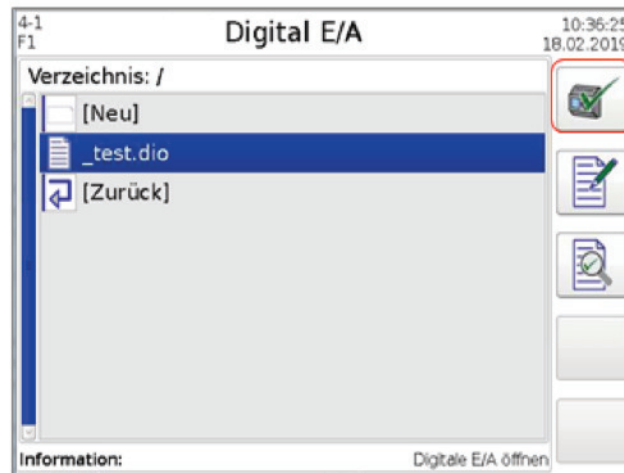 4-1
F1
Digital E/A
10:36:25
18.02.2019
Verzeichnis: /
[Neu]
_test.dio
[Zurück]
Information:
Digitale E/A öffnen